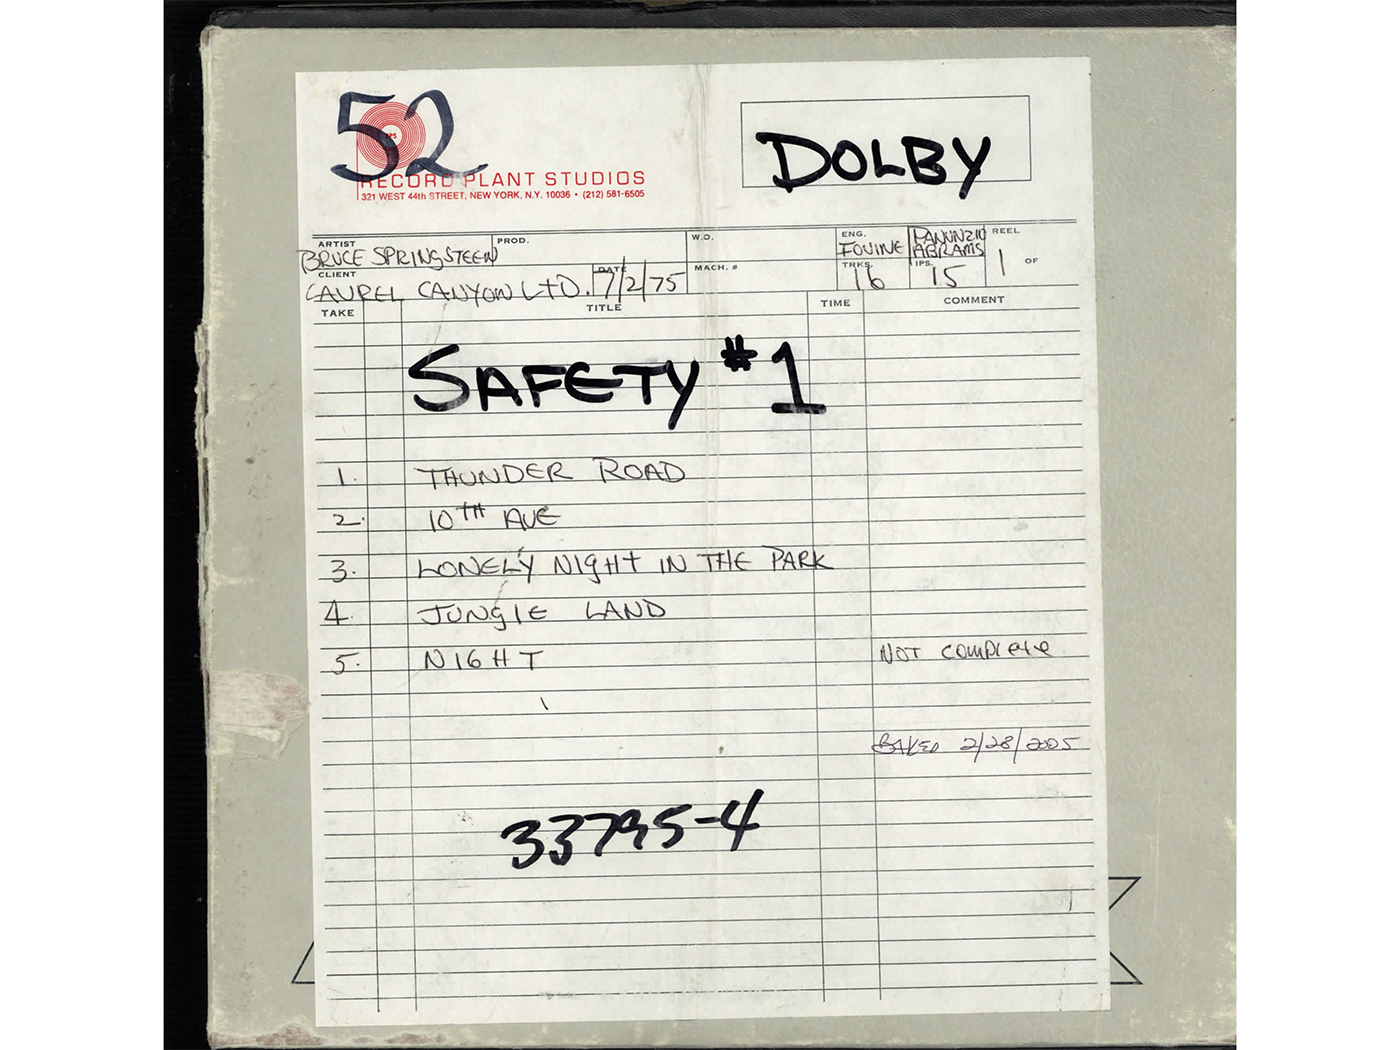 52
RPS
RECORD PLANT STUDIOS
321 WEST 44th STREET, NEW YORK, N.Y. 10036 • (212) 581-6505
DOLBY
ARTIST BRUCE SPRINGSTEEN PROD. W.O. ENG. IOVINE PANUNZIO ABRAMS REEL 1 OF
CLIENT LAUREL CANYON LTD. DATE 7/2/75 MACH. # TRKS. 16 IPS. 15
TAKE TITLE TIME COMMENT
SAFETY #1
1. THUNDER ROAD
2. 10TH AVE
3. LONELY NIGHT IN THE PARK
4. JUNGLE LAND
5. NIGHT NOT COMPLETE
BAKED 2/28/2005
33795-4